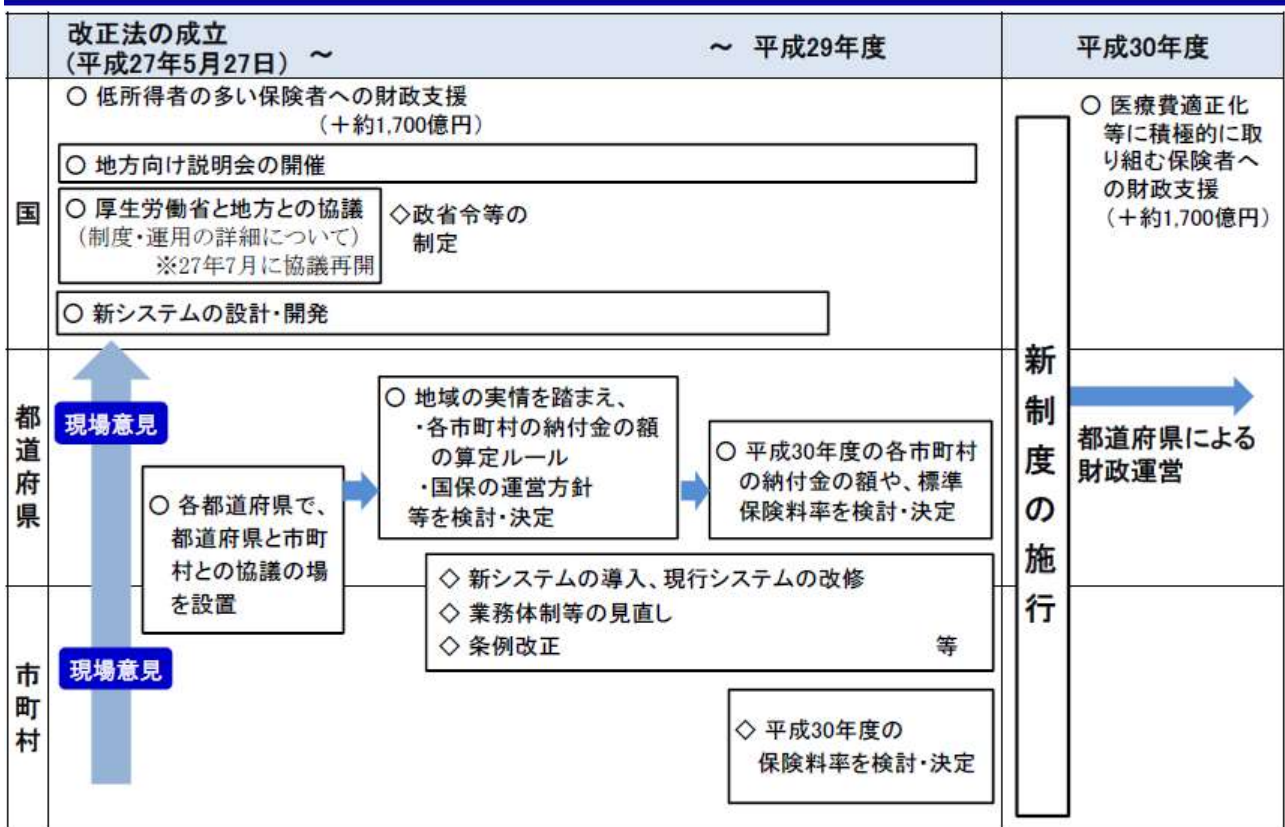 改正法の成立
(平成27年5月27日) ～
～ 平成29年度
平成30年度
国
○ 低所得者の多い保険者への財政支援
(＋約1,700億円)
○ 地方向け説明会の開催
○ 厚生労働省と地方との協議
(制度・運用の詳細について)
※27年7月に協議再開
◇政省令等の
制定
○ 新システムの設計・開発
○ 医療費適正化
等に積極的に取
り組む保険者へ
の財政支援
(＋約1,700億円)
新制度の施行
都道府県
現場意見
○ 各都道府県で、
都道府県と市町
村との協議の場
を設置
○ 地域の実情を踏まえ、
・各市町村の納付金の額
の算定ルール
・国保の運営方針
等を検討・決定
○ 平成30年度の各市町村
の納付金の額や、標準
保険料率を検討・決定
都道府県による
財政運営
◇ 新システムの導入、現行システムの改修
◇ 業務体制等の見直し
◇ 条例改正 等
市町村
現場意見
◇ 平成30年度の
保険料率を検討・決定